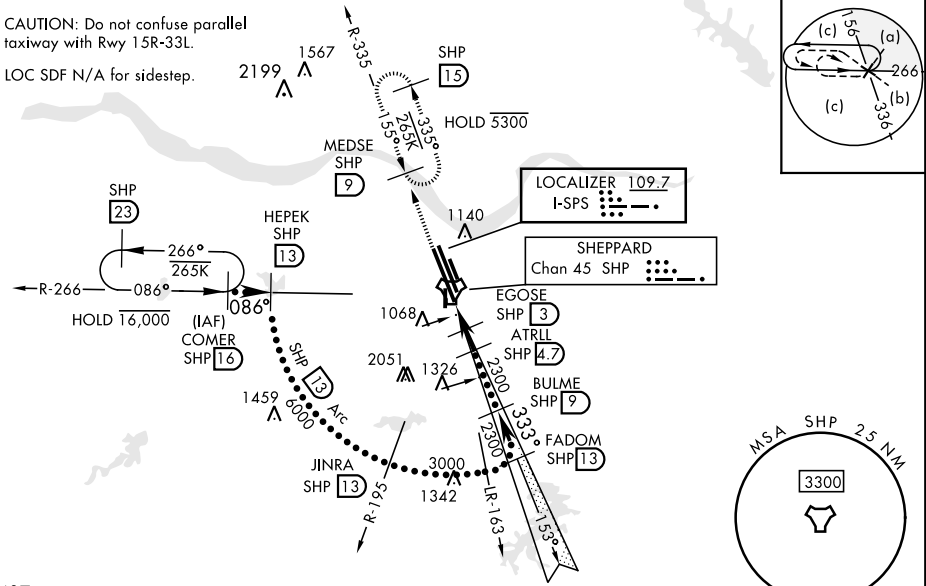 CAUTION: Do not confuse parallel
taxiway with Rwy 15R-33L.
LOC SDF N/A for sidestep.
R-335
SHP
15
1567
2199
335°
265K
155°
HOLD 5300
MEDSE
SHP
9
LOCALIZER 109.7
I-SPS
1140
SHEPPARD
Chan 45 SHP
SHP
23
266°
265K
HEPEK
SHP
13
R-266
086°
086°
HOLD 16,000
(IAF)
COMER
SHP 16
EGOSE
SHP 3
1068
ATRLL
SHP 4.7
2051
1326
2300
BULME
SHP 9
SHP 13 Arc
6000
1459
333°
2300
FADOM
SHP 13
JINRA
SHP 13
3000
1342
R-195
LR-163
153°
(c)
156
(a)
266
(b)
(c)
336
MSA SHP 25 NM
3300